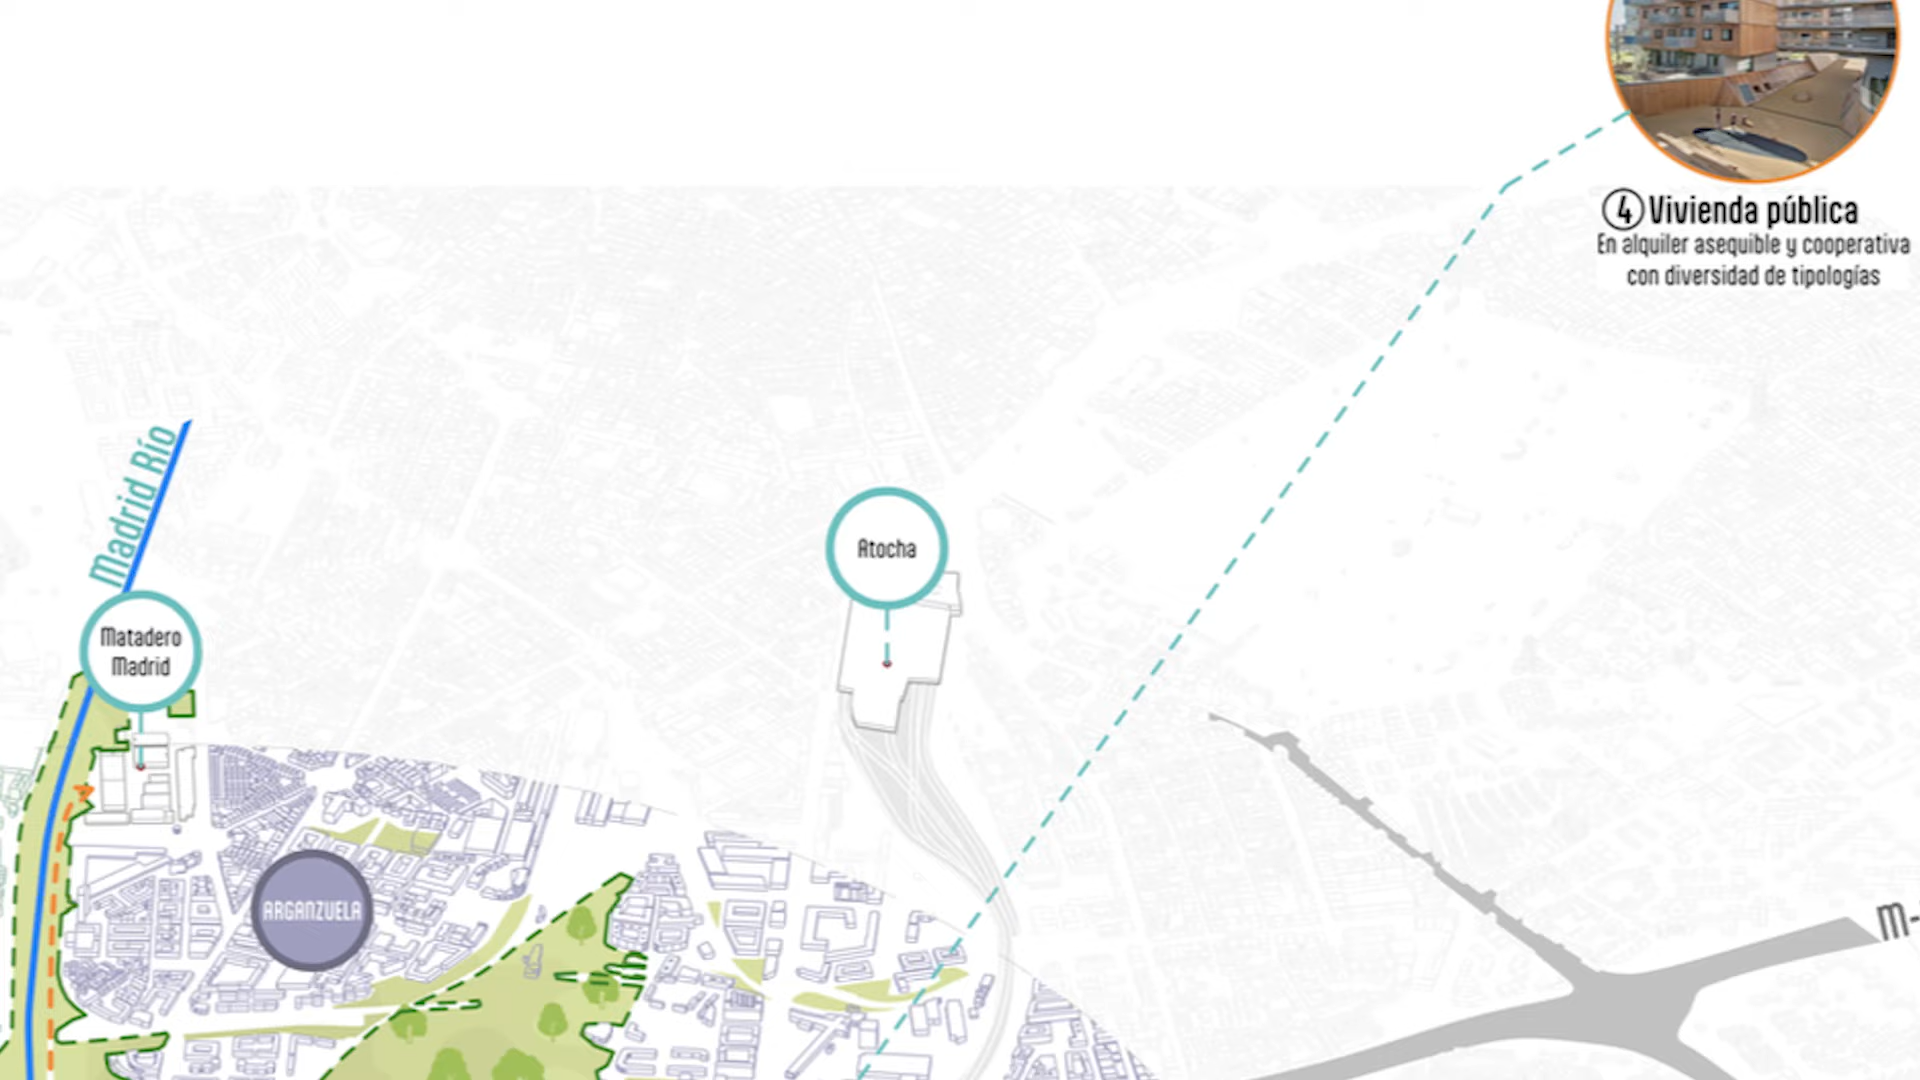 ④ Vivienda pública
En alquiler asequible y cooperativa
con diversidad de tipologías
Madrid Río
Atocha
Matadero
Madrid
ARGANZUELA
M-